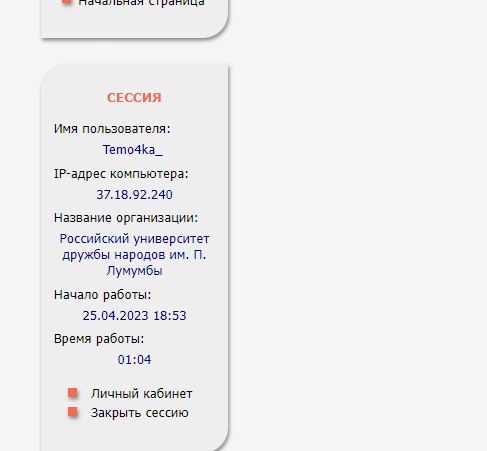 Начальная страница
СЕССИЯ
Имя пользователя:
Temo4ka_
IP-адрес компьютера:
37.18.92.240
Название организации:
Российский университет
дружбы народов им. П.
Лумумбы
Начало работы:
25.04.2023 18:53
Время работы:
01:04
Личный кабинет
Закрыть сессию